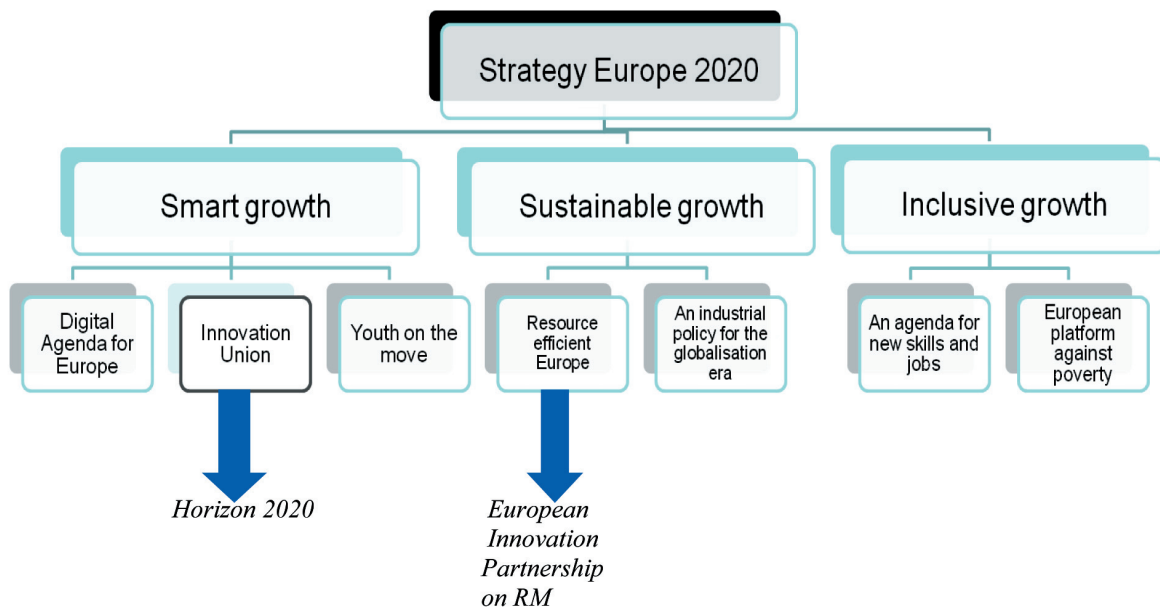 Strategy Europe 2020
Smart growth
Sustainable growth
Inclusive growth
Digital
Agenda for
Europe
Innovation
Union
Youth on
the move
Resource
efficient
Europe
An industrial
policy for the
globalisation
era
An agenda for
new skills and
jobs
European
platform
against
poverty
Horizon 2020
European
Innovation
Partnership
on RM